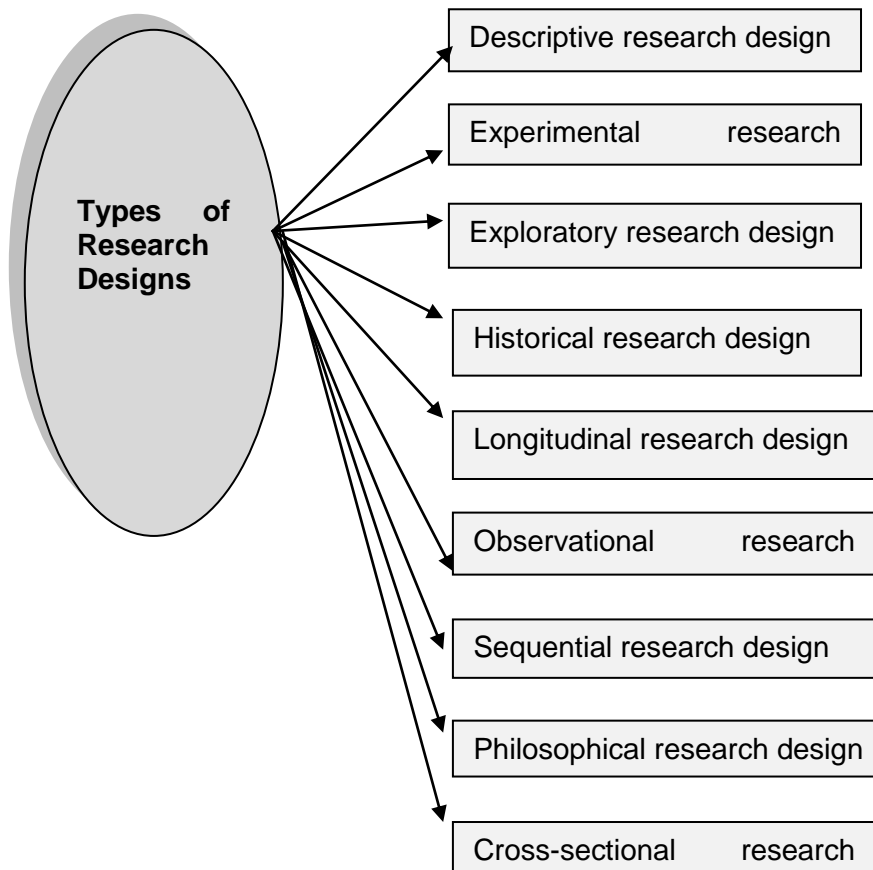 Types of
Research
Designs
Descriptive research design
Experimental research
Exploratory research design
Historical research design
Longitudinal research design
Observational research
Sequential research design
Philosophical research design
Cross-sectional research